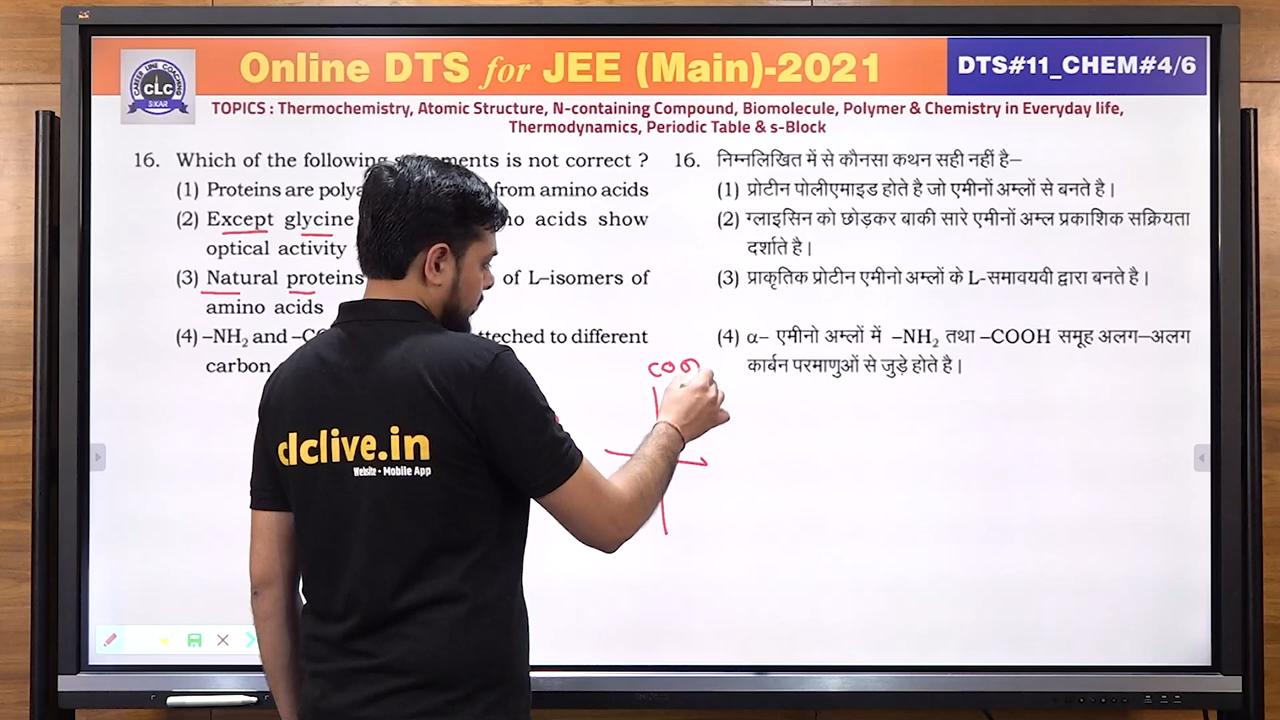 Online DTS for JEE (Main)-2021
DTS#11_CHEM#4/6
CAREER LINE COACHING
CLC
SIKAR
TOPICS : Thermochemistry, Atomic Structure, N-containing Compound, Biomolecule, Polymer & Chemistry in Everyday life,
Thermodynamics, Periodic Table & s-Block
16. Which of the following ments is not correct ?
(1) Proteins are polya from amino acids
(2) Except glycine o acids show
optical activity
(3) Natural proteins of L-isomers of
amino acids
(4) –NH₂ and –CO teched to different
carbon
16. निम्नलिखित में से कौनसा कथन सही नहीं है–
(1) प्रोटीन पोलीएमाइड होते है जो एमीनों अम्लों से बनते है।
(2) ग्लाइसिन को छोड़कर बाकी सारे एमीनों अम्ल प्रकाशिक सक्रियता
दर्शाते है।
(3) प्राकृतिक प्रोटीन एमीनो अम्लों के L-समावयवी द्वारा बनते है।
(4) α– एमीनो अम्लों में –NH₂ तथा –COOH समूह अलग–अलग
कार्बन परमाणुओं से जुड़े होते है।
COO
clclive.in
Website • Mobile App